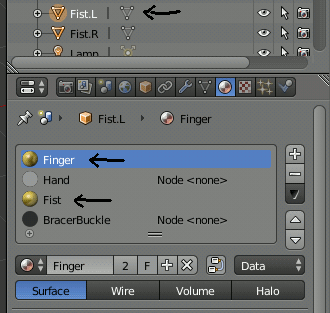 Fist.L
Fist.R
Lamp
Fist.L Finger
Finger
Hand Node <none>
Fist
BracerBuckle Node <none>
Finger 2 F Data
Surface Wire Volume Halo